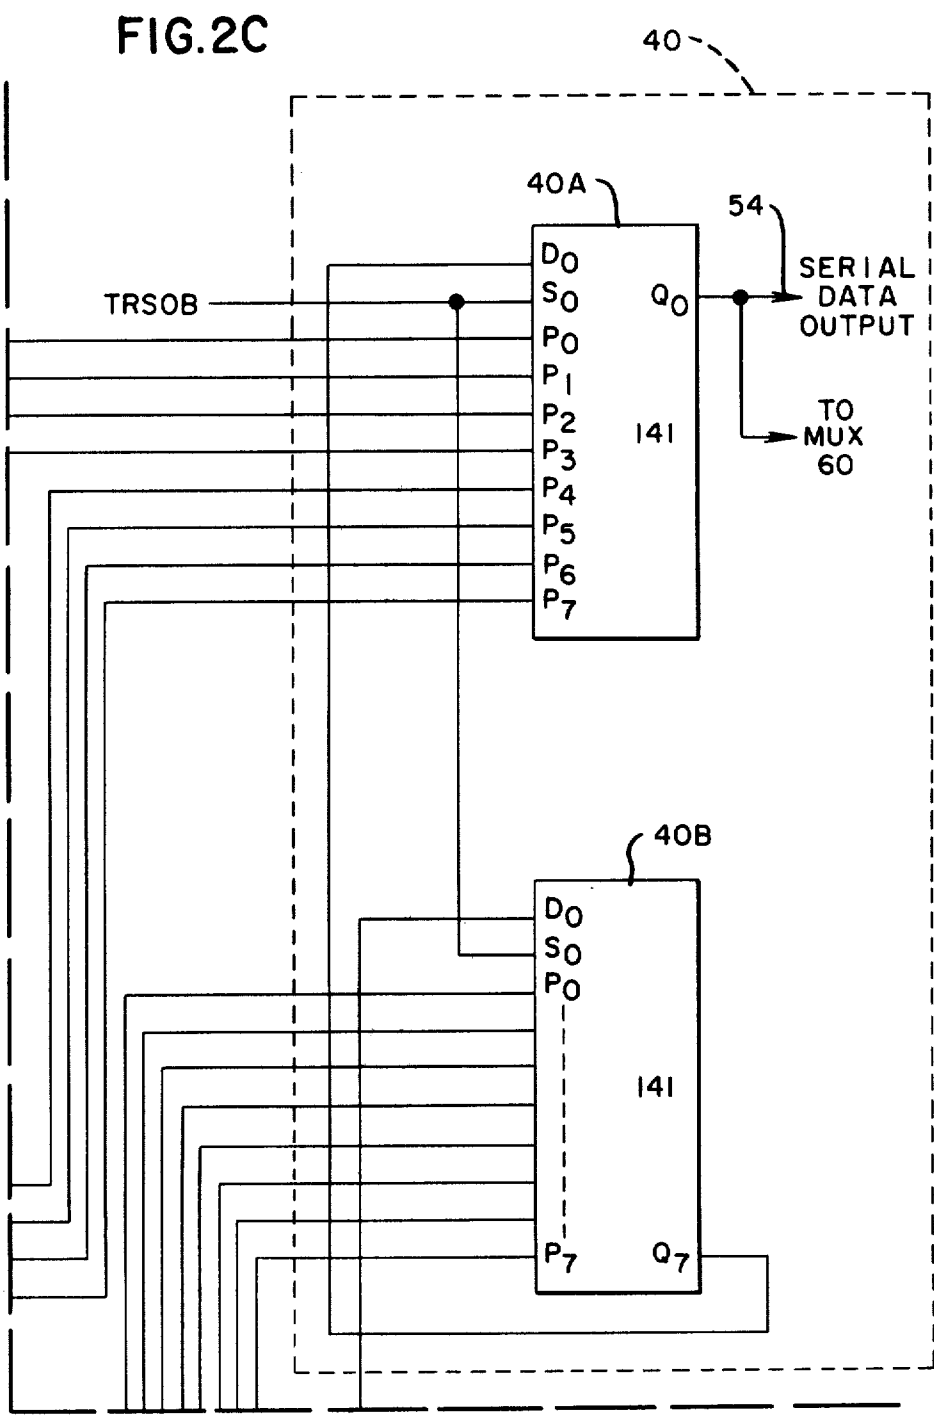 FIG.2C
40
40A
54
D0
S0
P0
P1
P2
P3
P4
P5
P6
P7
Q0
141
TRSOB
SERIAL
DATA
OUTPUT
TO
MUX
60
40B
D0
S0
P0
P7
141
Q7